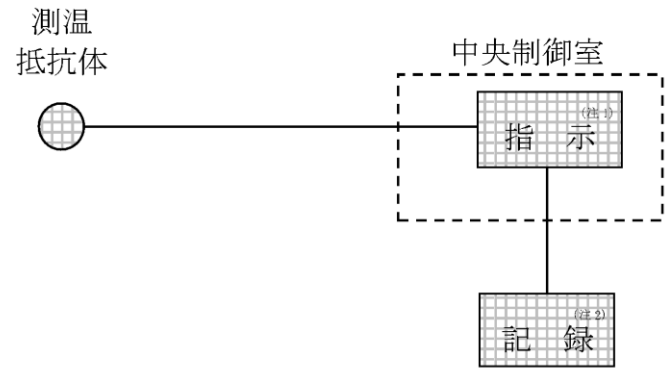 測温
抵抗体
中央制御室
(注1)
指 示
(注2)
記 録